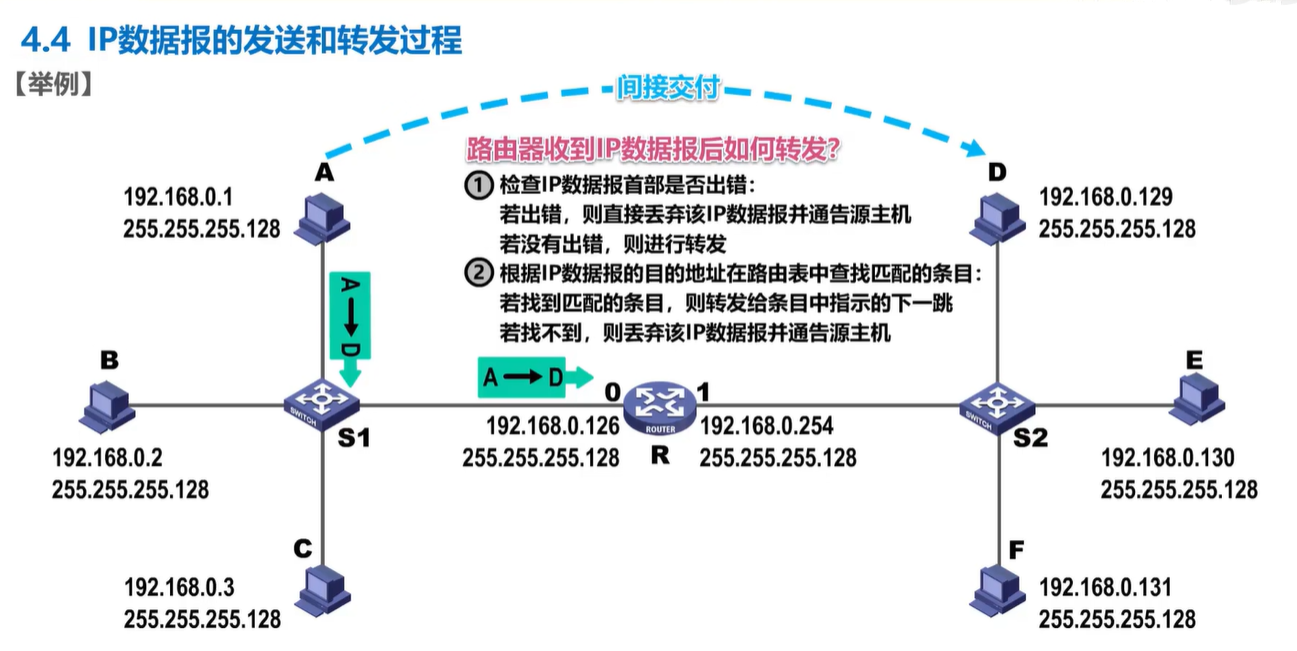 4.4 IP数据报的发送和转发过程
【举例】
间接交付
路由器收到IP数据报后如何转发？
① 检查IP数据报首部是否出错：
若出错，则直接丢弃该IP数据报并通告源主机
若没有出错，则进行转发
② 根据IP数据报的目的地址在路由表中查找匹配的条目：
若找到匹配的条目，则转发给条目中指示的下一跳
若找不到，则丢弃该IP数据报并通告源主机
A
192.168.0.1
255.255.255.128
D
192.168.0.129
255.255.255.128
A→D
A→D
B
192.168.0.2
255.255.255.128
SWITCH
S1
0
1
ROUTER
R
192.168.0.126
255.255.255.128
192.168.0.254
255.255.255.128
SWITCH
S2
E
192.168.0.130
255.255.255.128
C
192.168.0.3
255.255.255.128
F
192.168.0.131
255.255.255.128